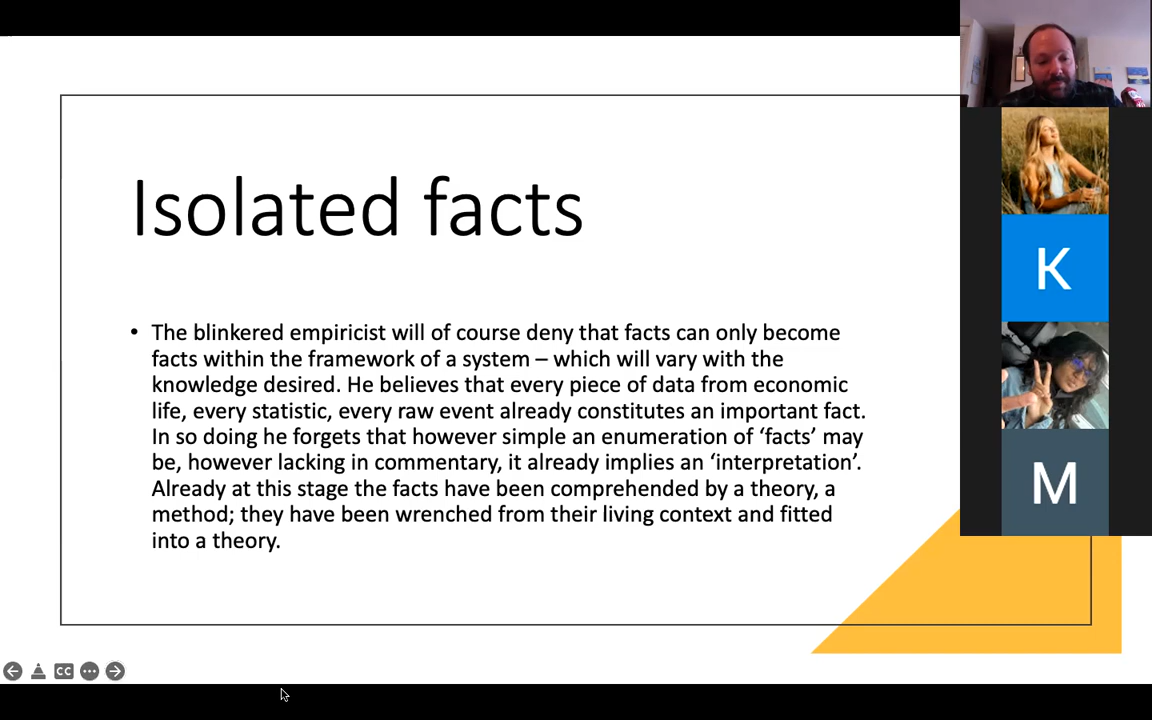 Isolated facts
• The blinkered empiricist will of course deny that facts can only become
facts within the framework of a system – which will vary with the
knowledge desired. He believes that every piece of data from economic
life, every statistic, every raw event already constitutes an important fact.
In so doing he forgets that however simple an enumeration of ‘facts’ may
be, however lacking in commentary, it already implies an ‘interpretation’.
Already at this stage the facts have been comprehended by a theory, a
method; they have been wrenched from their living context and fitted
into a theory.
K
M
CC